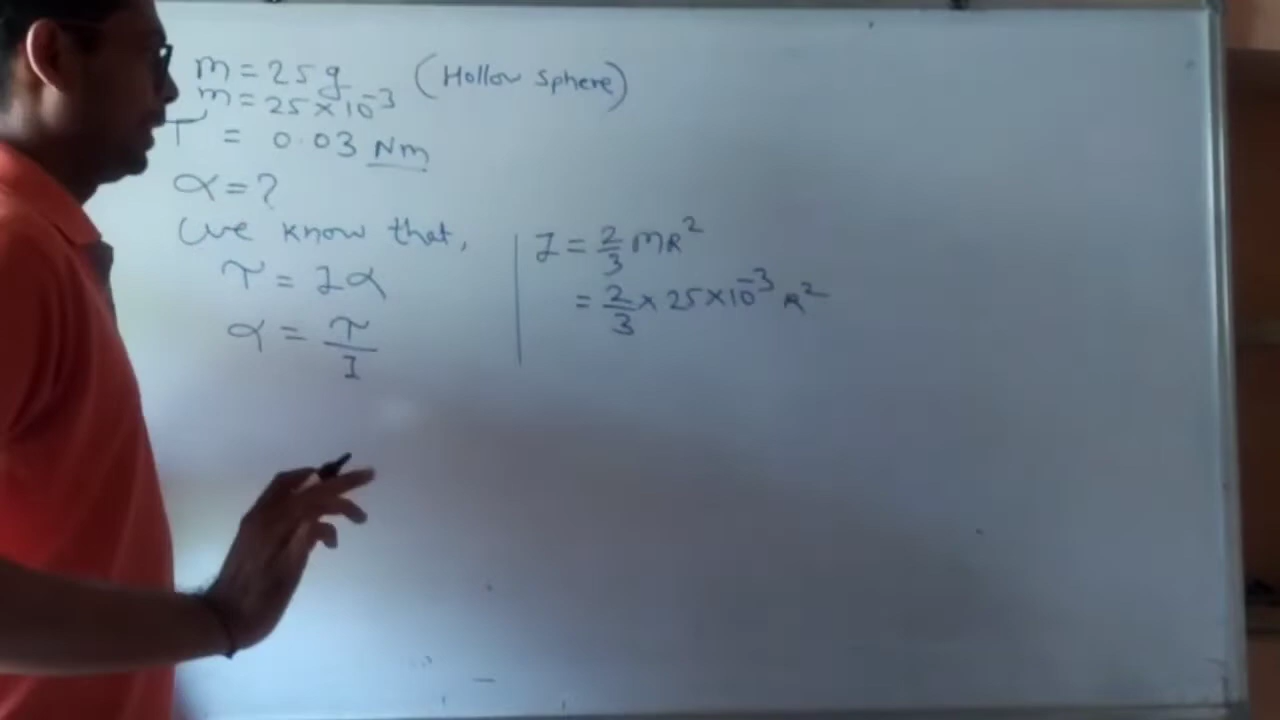 m = 25 g (Hollow Sphere)
m = 25 × 10⁻³
τ = 0.03 Nm
α = ?
We know that,
τ = Iα
α = τ/I
I = 2/3 MR²
= 2/3 × 25 × 10⁻³ R²